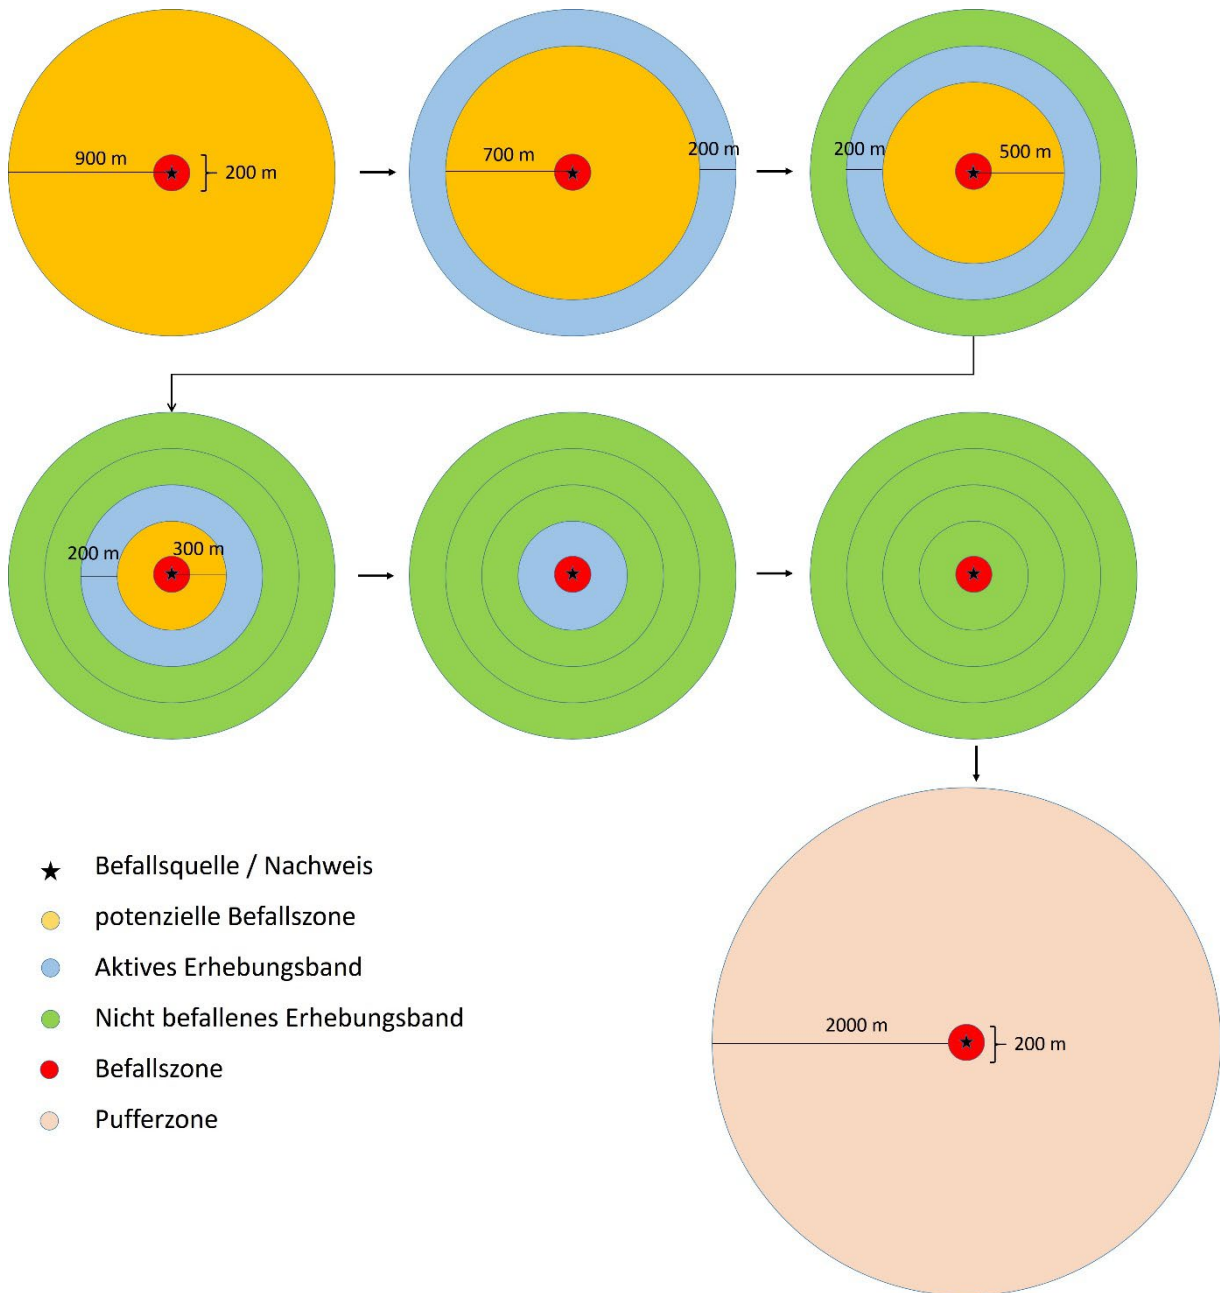 900 m
200 m
700 m
200 m
200 m
500 m
200 m
300 m
Befallsquelle / Nachweis
potenzielle Befallszone
Aktives Erhebungsband
Nicht befallenes Erhebungsband
Befallszone
Pufferzone
2000 m
200 m